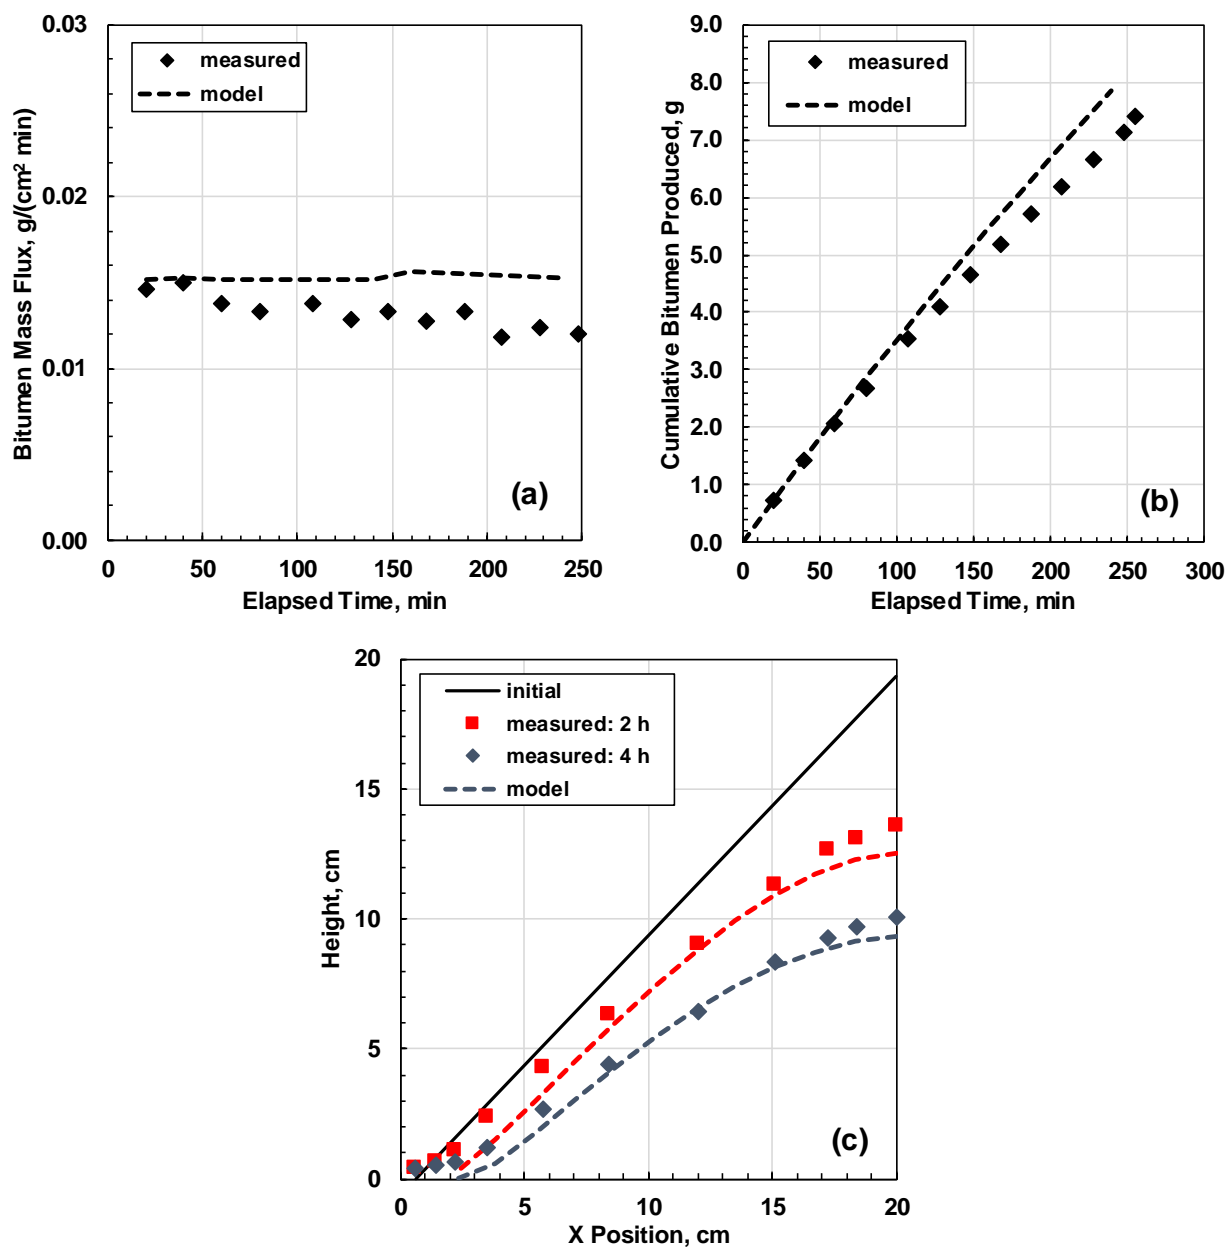 0.03
0.02
0.01
0.00
Bitumen Mass Flux, g/(cm² min)
measured
model
(a)
0 50 100 150 200 250
Elapsed Time, min
9.0
8.0
7.0
6.0
5.0
4.0
3.0
2.0
1.0
0.0
Cumulative Bitumen Produced, g
measured
model
(b)
0 50 100 150 200 250 300
Elapsed Time, min
20
15
10
5
0
Height, cm
initial
measured: 2 h
measured: 4 h
model
(c)
0 5 10 15 20
X Position, cm